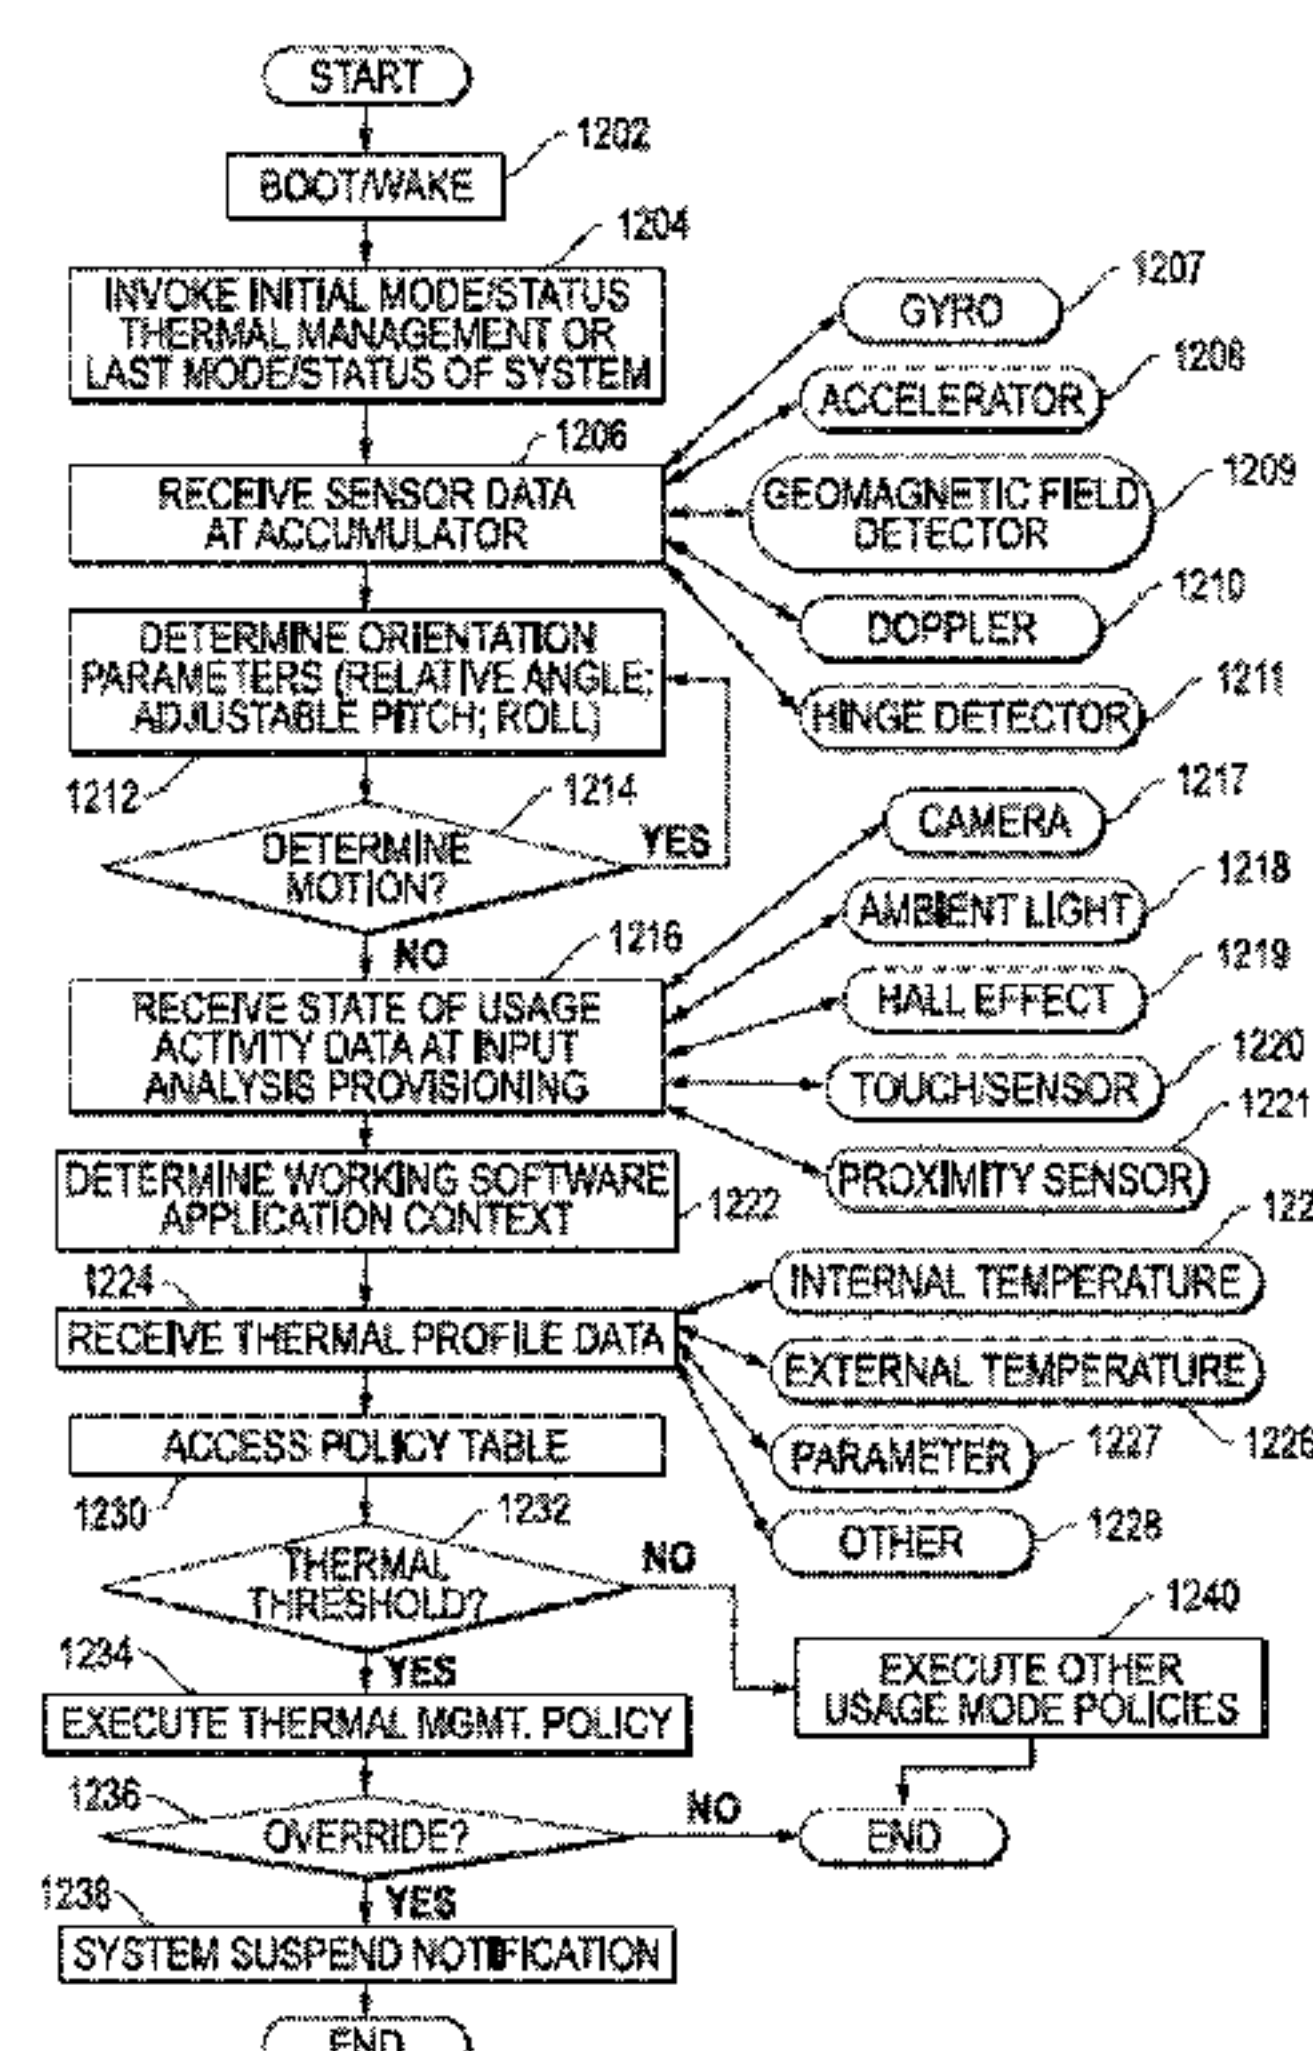 START
1202
BOOT/WAKE
1204
INVOKE INITIAL MODE/STATUS
THERMAL MANAGEMENT OR
LAST MODE/STATUS OF SYSTEM
1207
GYRO
1208
ACCELERATOR
1206
RECEIVE SENSOR DATA
AT ACCUMULATOR
1209
GEOMAGNETIC FIELD
DETECTOR
1210
DOPPLER
1211
HINGE DETECTOR
DETERMINE ORIENTATION
PARAMETERS (RELATIVE ANGLE;
ADJUSTABLE PITCH; ROLL)
1212
1214
DETERMINE
MOTION?
YES
NO
1217
CAMERA
1218
AMBIENT LIGHT
1219
HALL EFFECT
1220
TOUCH/SENSOR
1221
PROXIMITY SENSOR
1216
RECEIVE STATE OF USAGE
ACTIVITY DATA AT INPUT
ANALYSIS PROVISIONING
DETERMINE WORKING SOFTWARE
APPLICATION CONTEXT
1222
122
INTERNAL TEMPERATURE
1224
RECEIVE THERMAL PROFILE DATA
EXTERNAL TEMPERATURE
1226
PARAMETER
1227
OTHER
1228
ACCESS POLICY TABLE
1230
1232
THERMAL
THRESHOLD?
NO
YES
1240
EXECUTE OTHER
USAGE MODE POLICIES
1234
EXECUTE THERMAL MGMT. POLICY
1236
OVERRIDE?
NO
END
YES
1238
SYSTEM SUSPEND NOTIFICATION
END